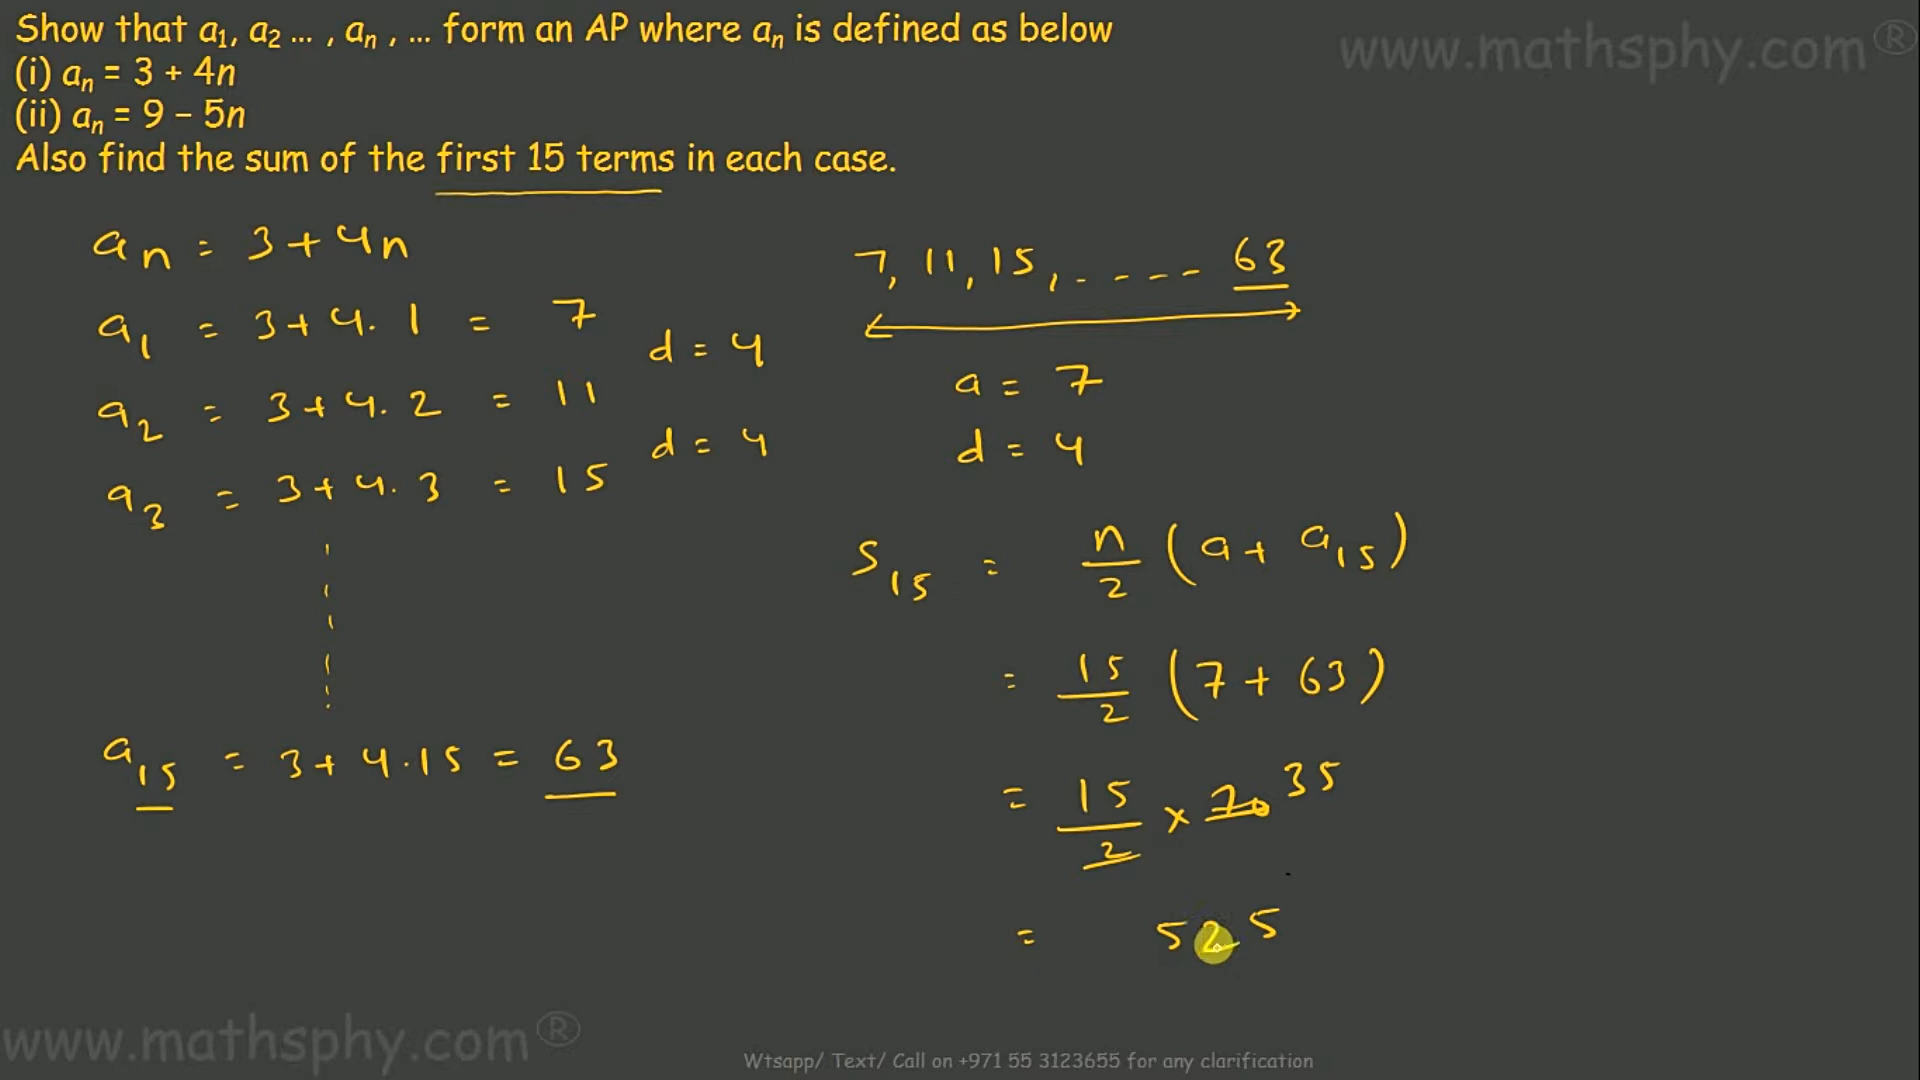 Show that a₁, a₂ ... , aₙ , ... form an AP where aₙ is defined as below
(i) aₙ = 3 + 4n
(ii) aₙ = 9 – 5n
Also find the sum of the first 15 terms in each case.
www.mathsphy.com®
aₙ = 3 + 4n
a₁ = 3 + 4. 1 = 7
d = 4
a₂ = 3 + 4. 2 = 11
d = 4
a₃ = 3 + 4. 3 = 15
a₁₅ = 3 + 4.15 = 63
7, 11, 15, . - - - - 63
a = 7
d = 4
S₁₅ = n/2 (a + a₁₅)
= 15/2 (7 + 63)
= 15/2 × 70 35
= 525
www.mathsphy.com®
Wtsapp/ Text/ Call on +971 55 3123655 for any clarification